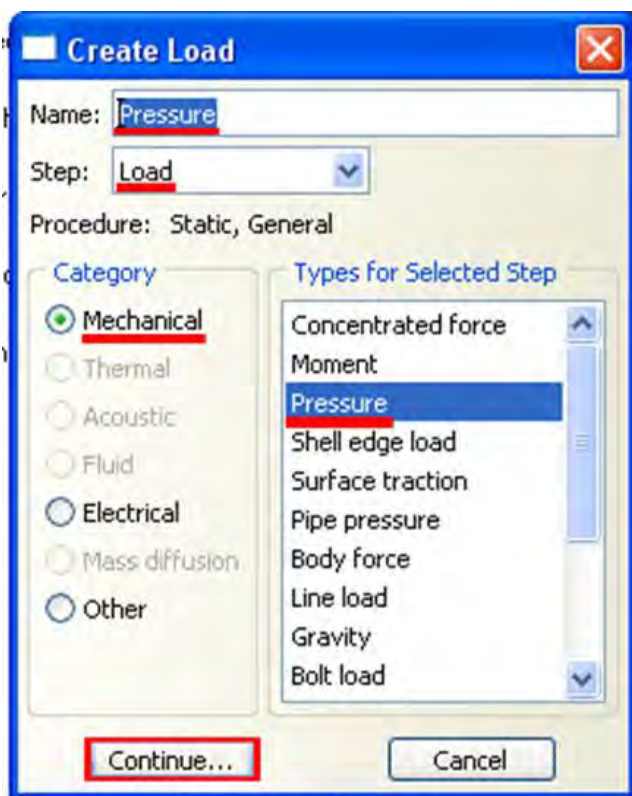 Create Load
Name: Pressure
Step: Load
Procedure: Static, General
Category
Mechanical
Thermal
Acoustic
Fluid
Electrical
Mass diffusion
Other
Types for Selected Step
Concentrated force
Moment
Pressure
Shell edge load
Surface traction
Pipe pressure
Body force
Line load
Gravity
Bolt load
Continue...
Cancel